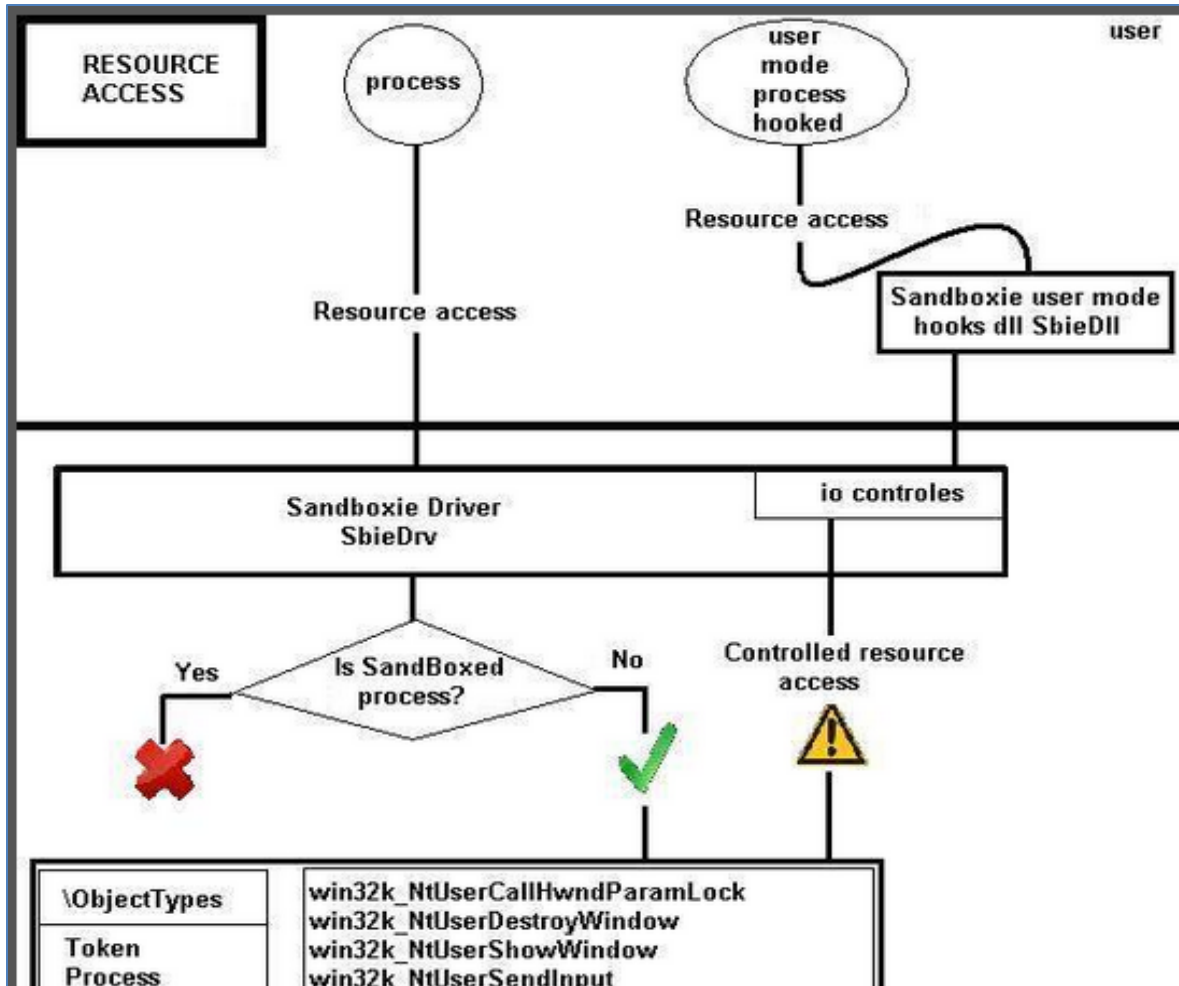 RESOURCE
ACCESS
process
user
mode
process
hooked
user
Resource access
Resource access
Sandboxie user mode
hooks dll SbieDll
Sandboxie Driver
SbieDrv
io controles
Is SandBoxed
process?
Yes
No
Controlled resource
access
\ObjectTypes
Token
Process
win32k_NtUserCallHwndParamLock
win32k_NtUserDestroyWindow
win32k_NtUserShowWindow
win32k_NtUserSendInput